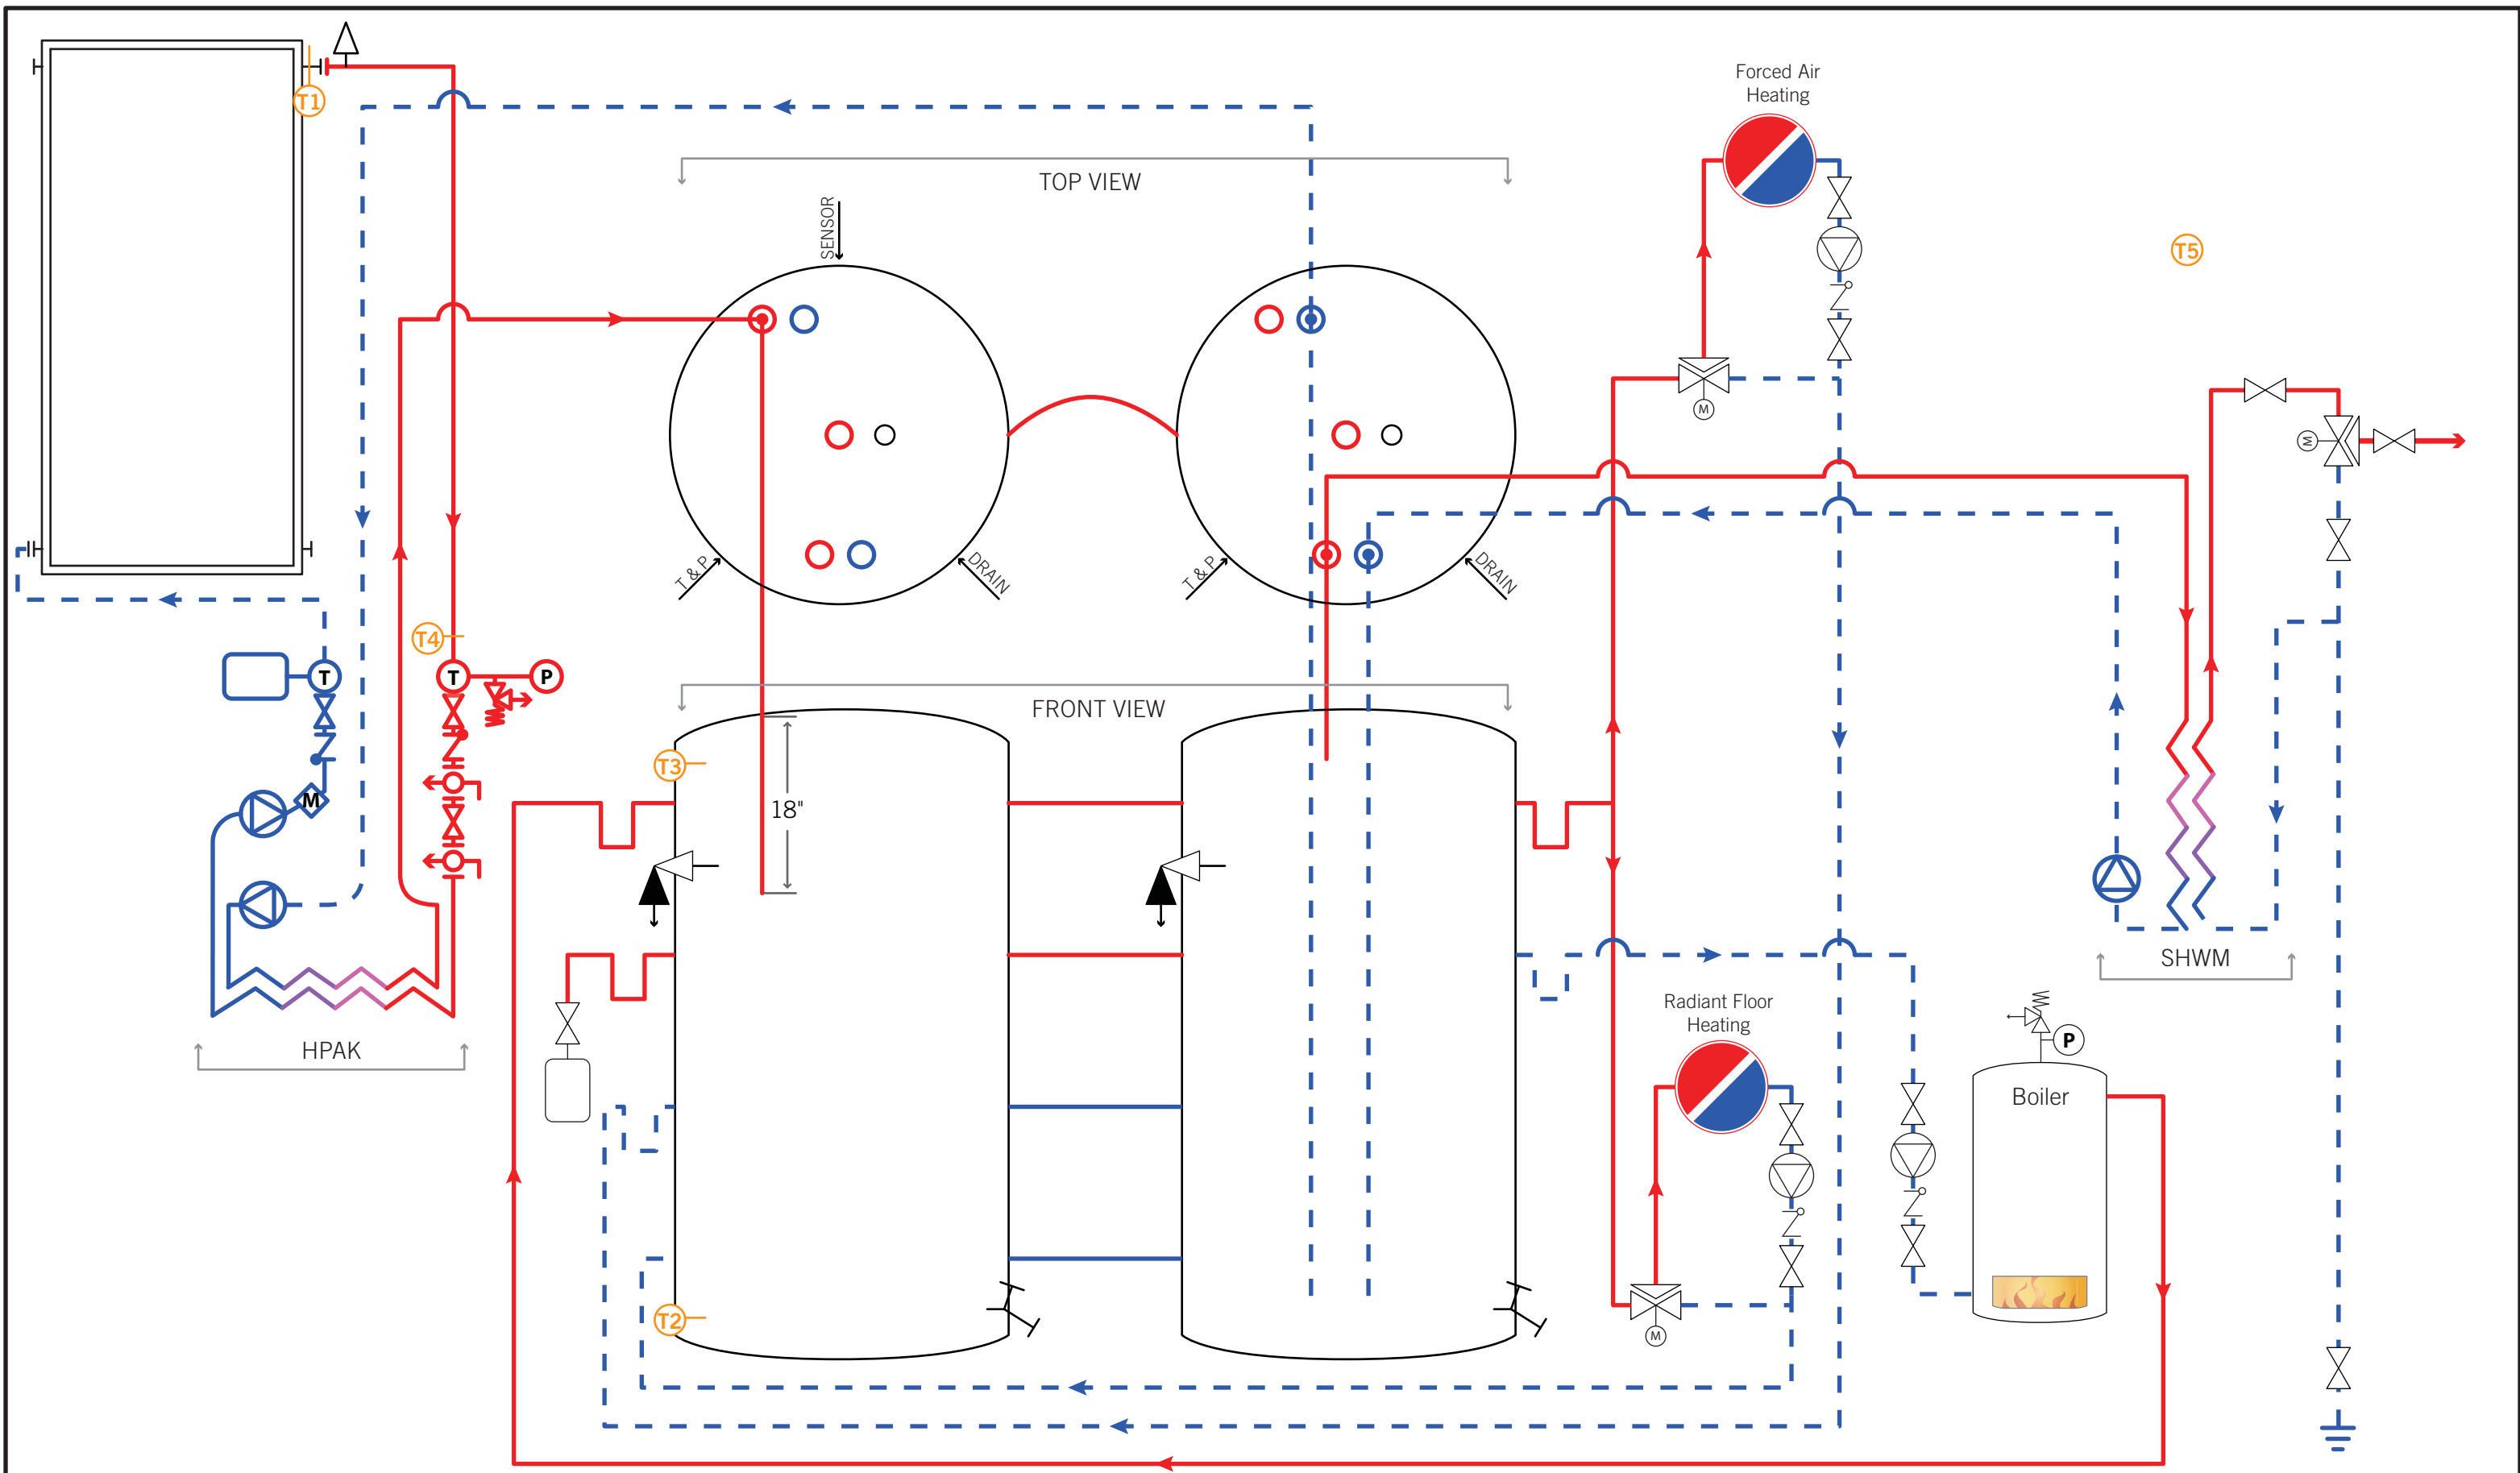 Forced Air
Heating
T1
TOP VIEW
SENSOR
T5
M
M
T & P
DRAIN
T & P
DRAIN
T4
T
T
P
FRONT VIEW
T3
18"
M
SHWM
Radiant Floor
Heating
HPAK
P
Boiler
T2
M